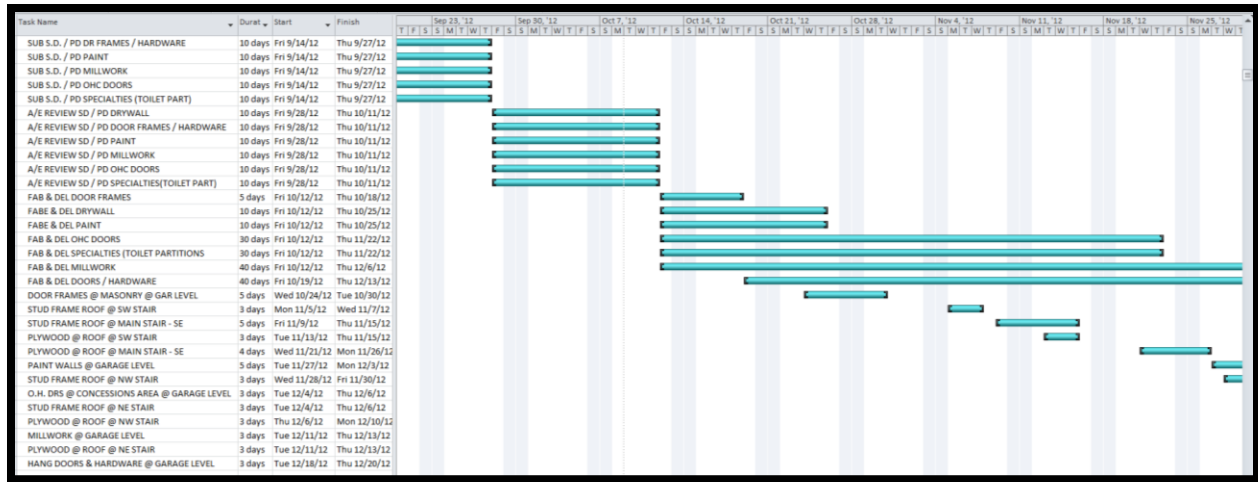 Task Name Durat Start Finish Sep 23, '12 Sep 30, '12 Oct 7, '12 Oct 14, '12 Oct 21, '12 Oct 28, '12 Nov 4, '12 Nov 11, '12 Nov 18, '12 Nov 25, '12
T F S S M T W T F S S M T W T F S S M T W T F S S M T W T F S S M T W T F S S M T W T F S S M T W T F S S M T W T F S S M T W T F S S M T W T
SUB S.D. / PD DR FRAMES / HARDWARE 10 days Fri 9/14/12 Thu 9/27/12
SUB S.D. / PD PAINT 10 days Fri 9/14/12 Thu 9/27/12
SUB S.D. / PD MILLWORK 10 days Fri 9/14/12 Thu 9/27/12
SUB S.D. / PD OHC DOORS 10 days Fri 9/14/12 Thu 9/27/12
SUB S.D. / PD SPECIALTIES (TOILET PART) 10 days Fri 9/14/12 Thu 9/27/12
A/E REVIEW SD / PD DRYWALL 10 days Fri 9/28/12 Thu 10/11/12
A/E REVIEW SD / PD DOOR FRAMES / HARDWARE 10 days Fri 9/28/12 Thu 10/11/12
A/E REVIEW SD / PD PAINT 10 days Fri 9/28/12 Thu 10/11/12
A/E REVIEW SD / PD MILLWORK 10 days Fri 9/28/12 Thu 10/11/12
A/E REVIEW SD / PD OHC DOORS 10 days Fri 9/28/12 Thu 10/11/12
A/E REVIEW SD / PD SPECIALTIES(TOILET PART) 10 days Fri 9/28/12 Thu 10/11/12
FAB & DEL DOOR FRAMES 5 days Fri 10/12/12 Thu 10/18/12
FABE & DEL DRYWALL 10 days Fri 10/12/12 Thu 10/25/12
FABE & DEL PAINT 10 days Fri 10/12/12 Thu 10/25/12
FAB & DEL OHC DOORS 30 days Fri 10/12/12 Thu 11/22/12
FAB & DEL SPECIALTIES (TOILET PARTITIONS 30 days Fri 10/12/12 Thu 11/22/12
FAB & DEL MILLWORK 40 days Fri 10/12/12 Thu 12/6/12
FAB & DEL DOORS / HARDWARE 40 days Fri 10/19/12 Thu 12/13/12
DOOR FRAMES @ MASONRY @ GAR LEVEL 5 days Wed 10/24/12 Tue 10/30/12
STUD FRAME ROOF @ SW STAIR 3 days Mon 11/5/12 Wed 11/7/12
STUD FRAME ROOF @ MAIN STAIR - SE 5 days Fri 11/9/12 Thu 11/15/12
PLYWOOD @ ROOF @ SW STAIR 3 days Tue 11/13/12 Thu 11/15/12
PLYWOOD @ ROOF @ MAIN STAIR - SE 4 days Wed 11/21/12 Mon 11/26/12
PAINT WALLS @ GARAGE LEVEL 5 days Tue 11/27/12 Mon 12/3/12
STUD FRAME ROOF @ NW STAIR 3 days Wed 11/28/12 Fri 11/30/12
O.H. DRS @ CONCESSIONS AREA @ GARAGE LEVEL 3 days Tue 12/4/12 Thu 12/6/12
STUD FRAME ROOF @ NE STAIR 3 days Tue 12/4/12 Thu 12/6/12
PLYWOOD @ ROOF @ NW STAIR 3 days Thu 12/6/12 Mon 12/10/12
MILLWORK @ GARAGE LEVEL 3 days Tue 12/11/12 Thu 12/13/12
PLYWOOD @ ROOF @ NE STAIR 3 days Tue 12/11/12 Thu 12/13/12
HANG DOORS & HARDWARE @ GARAGE LEVEL 3 days Tue 12/18/12 Thu 12/20/12